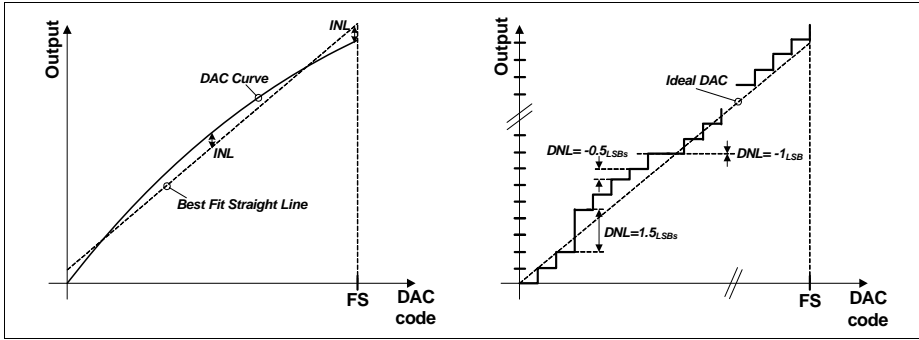 Output
INL
DAC Curve
INL
Best Fit Straight Line
FS
DAC
code
Output
Ideal DAC
DNL= -0.5LSBs
DNL= -1LSB
DNL=1.5LSBs
FS
DAC
code